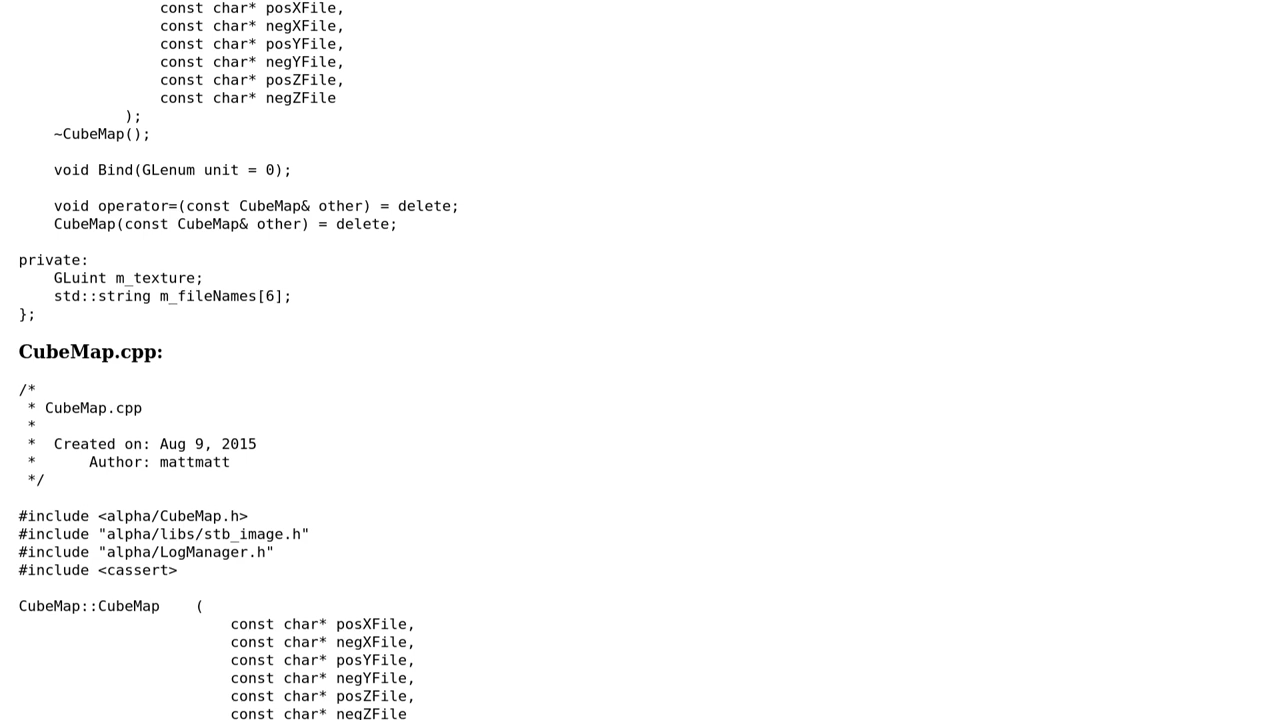 const char* posXFile,
const char* negXFile,
const char* posYFile,
const char* negYFile,
const char* posZFile,
const char* negZFile
);
~CubeMap();
void Bind(GLenum unit = 0);
void operator=(const CubeMap& other) = delete;
CubeMap(const CubeMap& other) = delete;
private:
GLuint m_texture;
std::string m_fileNames[6];
};
CubeMap.cpp:
/*
* CubeMap.cpp
*
* Created on: Aug 9, 2015
* Author: mattmatt
*/
#include <alpha/CubeMap.h>
#include "alpha/libs/stb_image.h"
#include "alpha/LogManager.h"
#include <cassert>
CubeMap::CubeMap (
const char* posXFile,
const char* negXFile,
const char* posYFile,
const char* negYFile,
const char* posZFile,
const char* negZFile